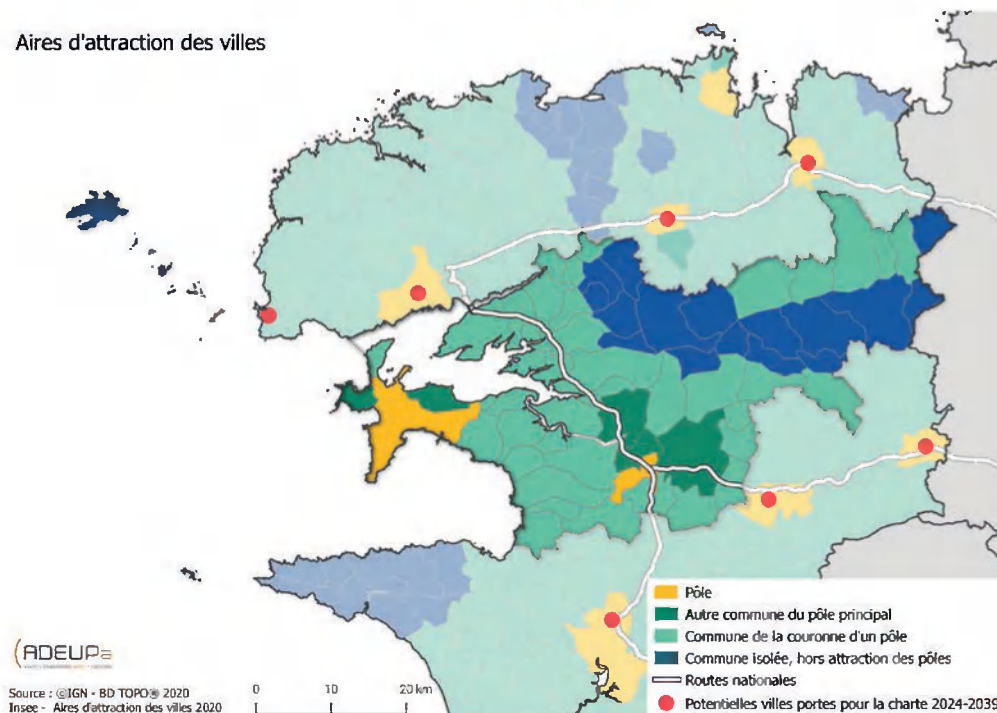 Aires d'attraction des villes
Pôle
Autre commune du pôle principal
Commune de la couronne d'un pôle
Commune isolée, hors attraction des pôles
Routes nationales
Potentielles villes portes pour la charte 2024-2039
ADEUPa
Source : ©IGN - BD TOPO® 2020
Insee - Aires d'attraction des villes 2020
0 10 20 km